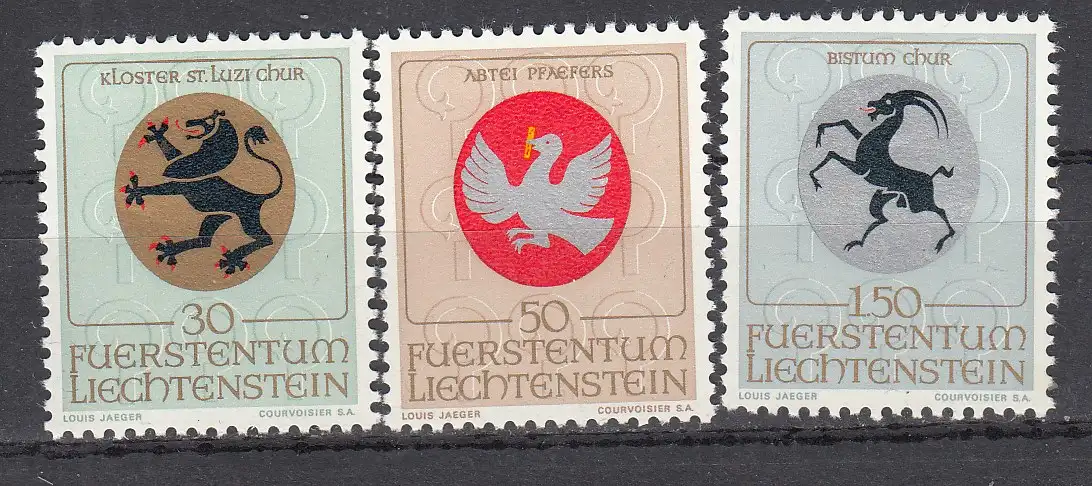 KLOSTER ST. LUZI CHUR
30
FUERSTENTUM
LIECHTENSTEIN
LOUIS JAEGER COURVOISIER S.A.
ABTEI PFAEFERS
50
FUERSTENTUM
LIECHTENSTEIN
LOUIS JAEGER COURVOISIER S.A.
BISTUM CHUR
1.50
FUERSTENTUM
LIECHTENSTEIN
LOUIS JAEGER COURVOISIER S.A.